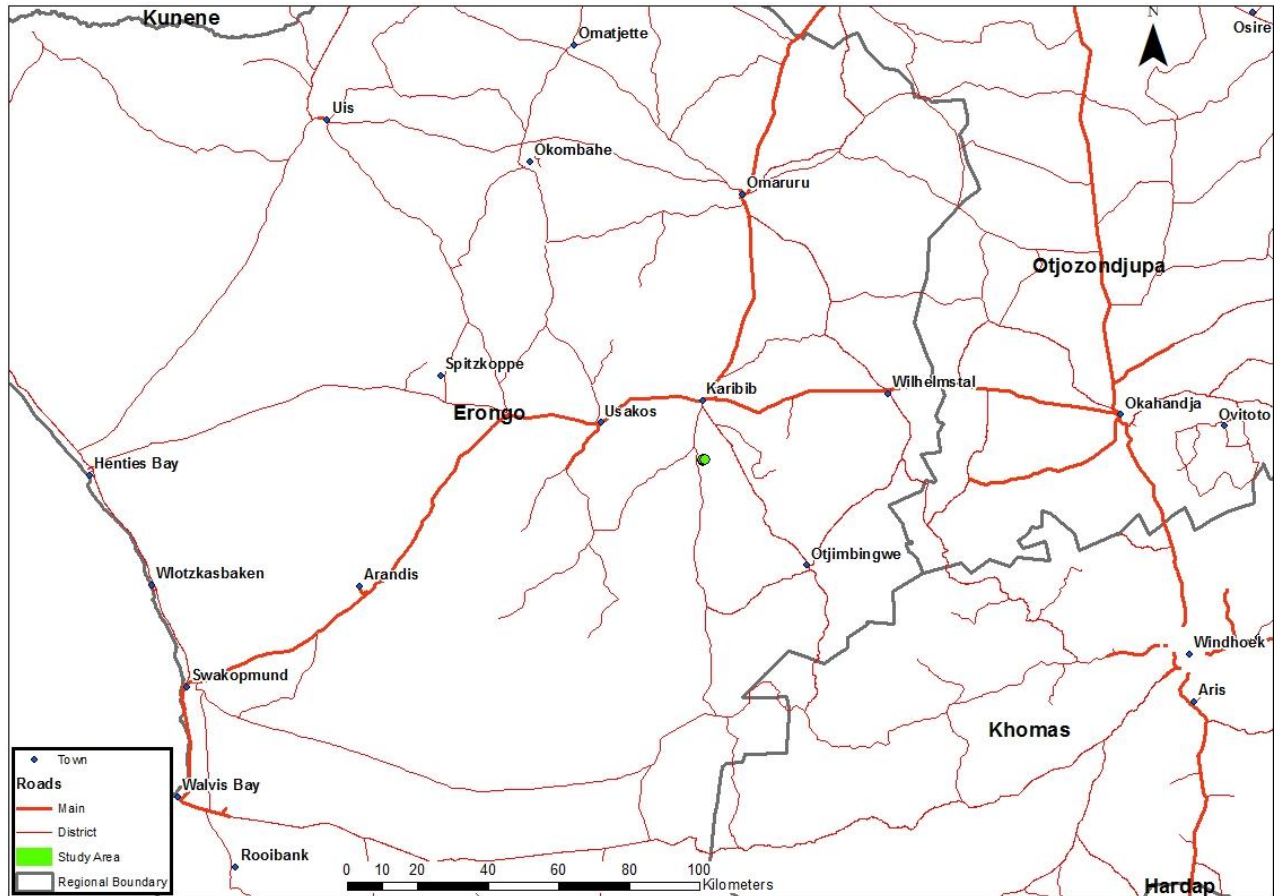 Kunene
N
Osire
Omatjette
Uis
Okombahe
Omaruru
Otjozondjupa
Spitzkoppe
Karibib
Wilhelmstal
Erongo
Usakos
Okahandja
Ovitoto
Henties Bay
Otjimbingwe
Wlotzkasbaken
Arandis
Windhoek
Swakopmund
Aris
Khomas
Town
Roads
Main
District
Study Area
Regional Boundary
Walvis Bay
Rooibank
0 10 20 40 60 80 100
Kilometers
Hardap